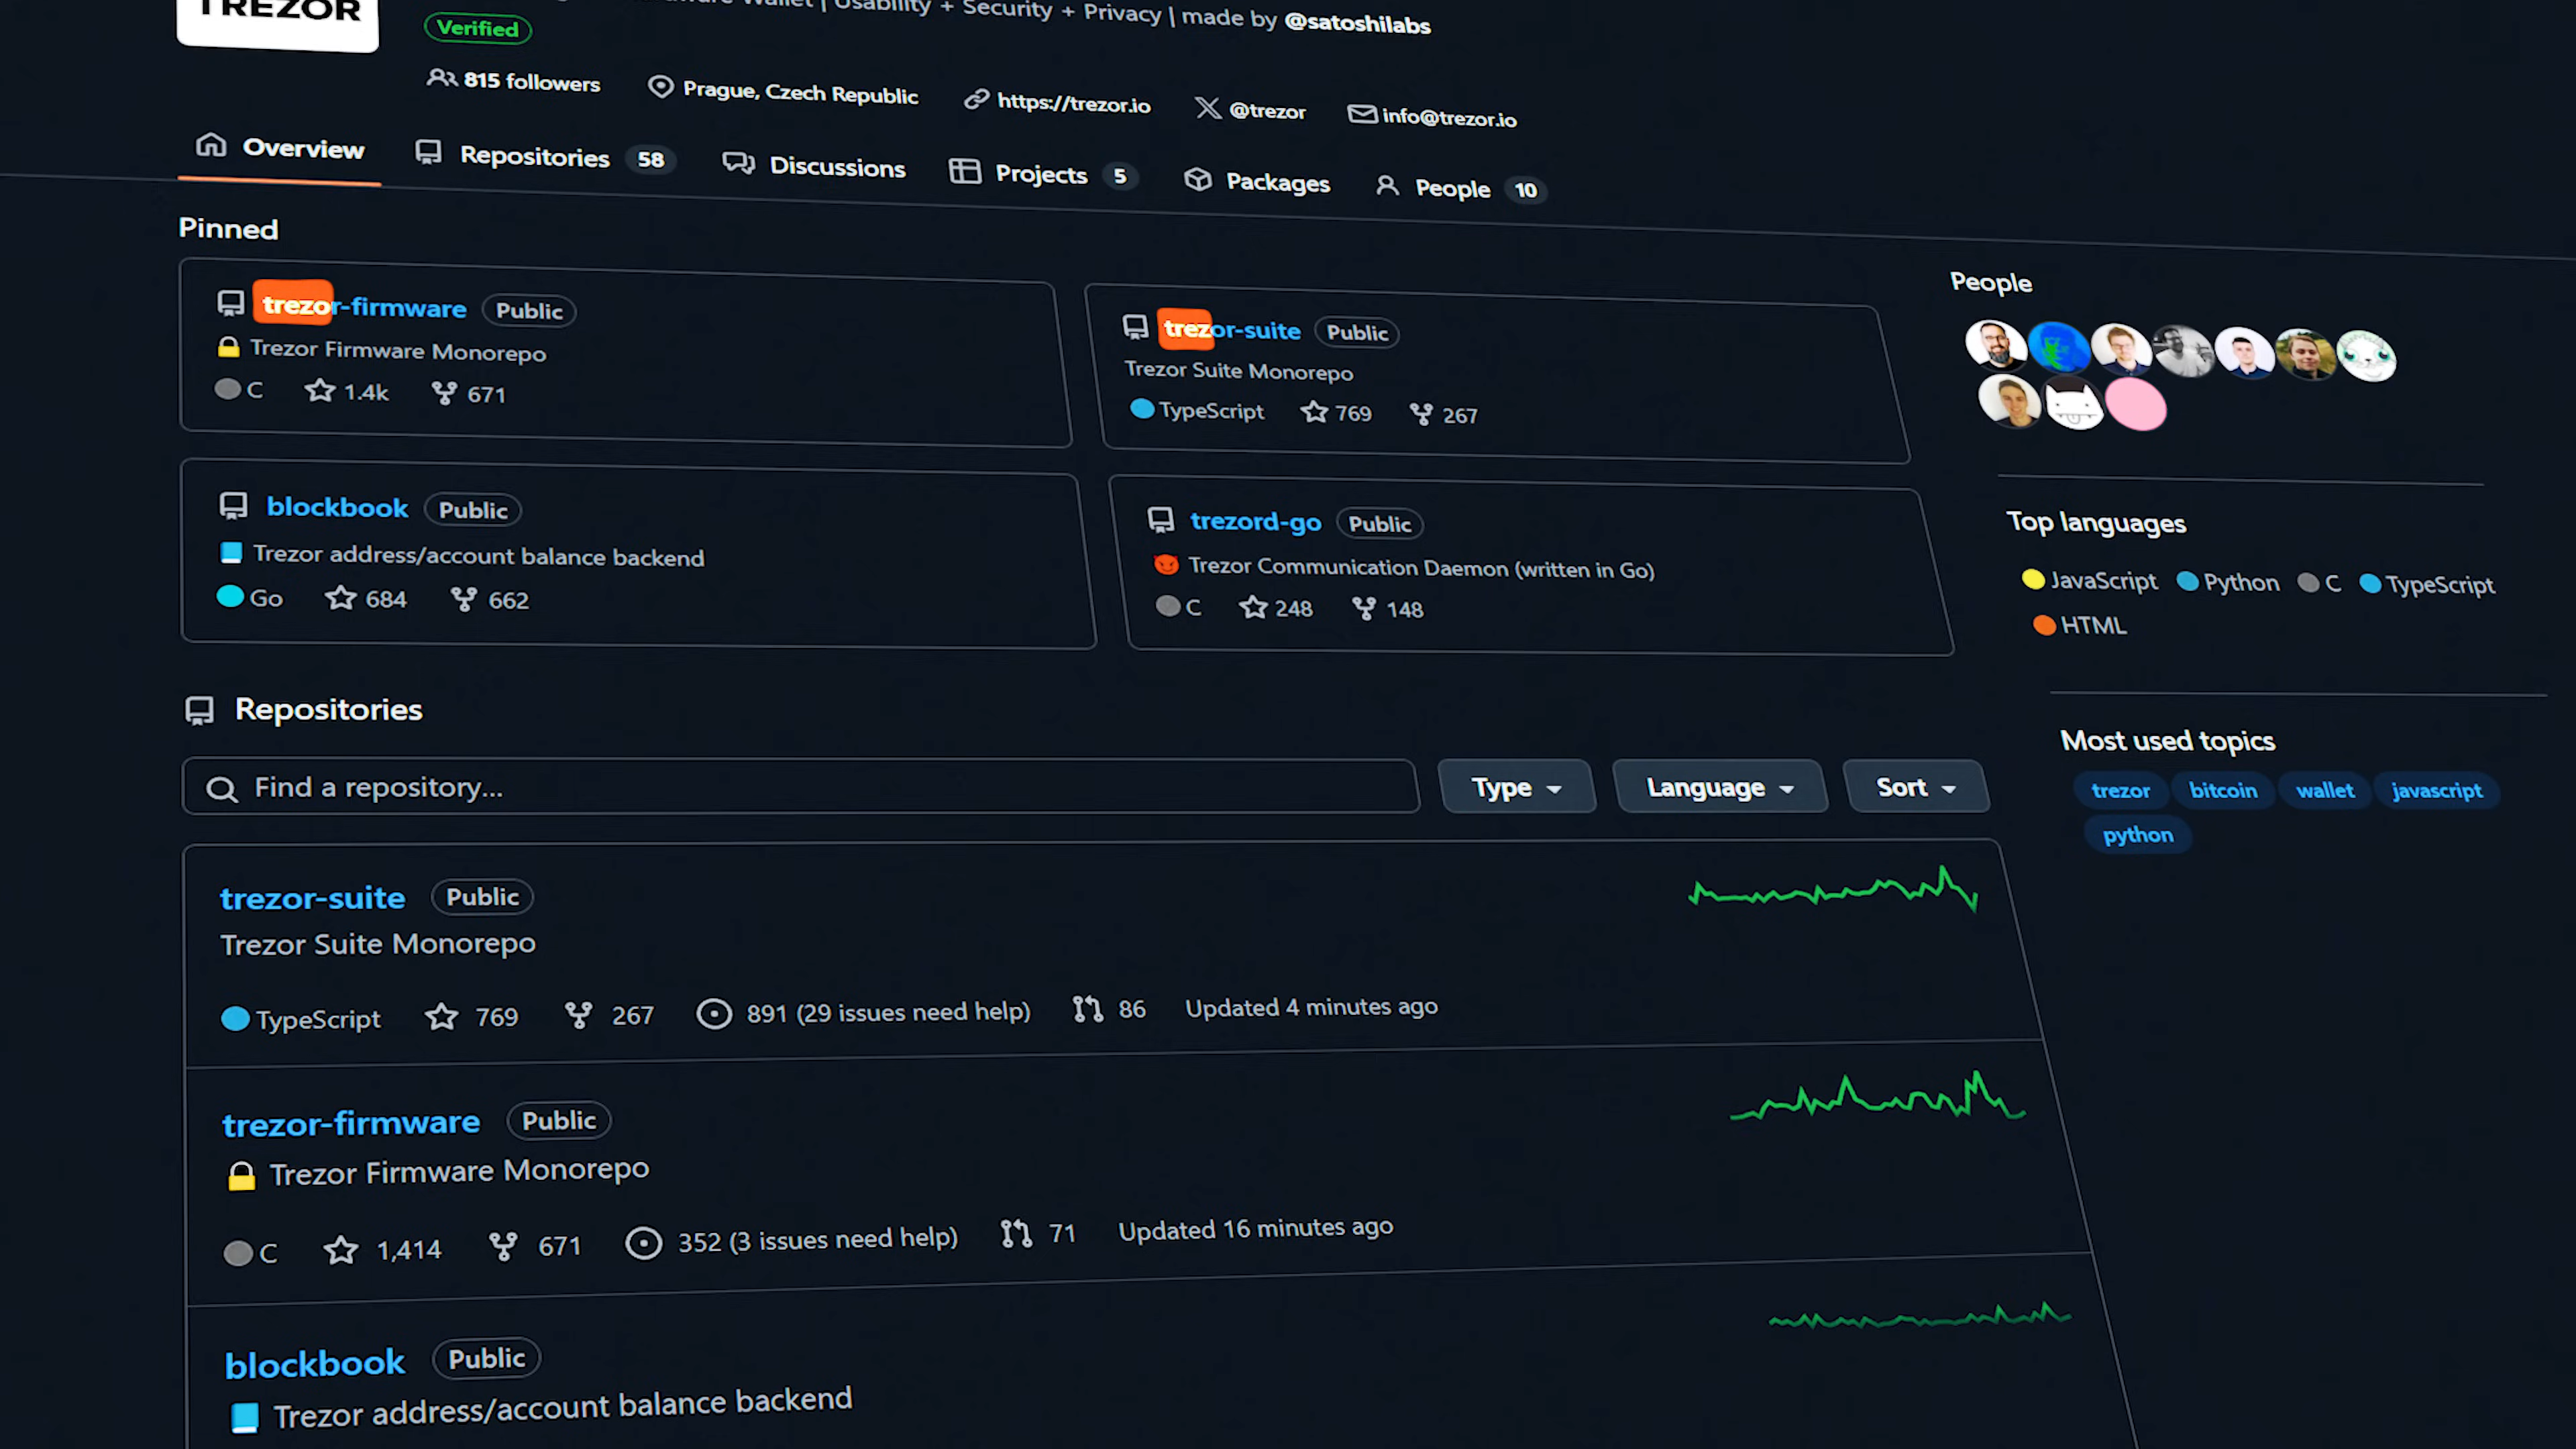 TREZOR
Wallet | Usability + Security + Privacy | made by @satoshilabs
Verified
815 followers
Prague, Czech Republic
https://trezor.io
@trezor
info@trezor.io
Overview
Repositories 58
Discussions
Projects 5
Packages
People 10
Pinned
trezor-firmware Public
Trezor Firmware Monorepo
C 1.4k 671
trezor-suite Public
Trezor Suite Monorepo
TypeScript 769 267
blockbook Public
Trezor address/account balance backend
Go 684 662
trezord-go Public
Trezor Communication Daemon (written in Go)
C 248 148
People
Top languages
JavaScript Python C TypeScript
HTML
Most used topics
trezor bitcoin wallet javascript
python
Repositories
Find a repository...
Type
Language
Sort
trezor-suite Public
Trezor Suite Monorepo
TypeScript 769 267 891 (29 issues need help) 86 Updated 4 minutes ago
trezor-firmware Public
Trezor Firmware Monorepo
C 1,414 671 352 (3 issues need help) 71 Updated 16 minutes ago
blockbook Public
Trezor address/account balance backend